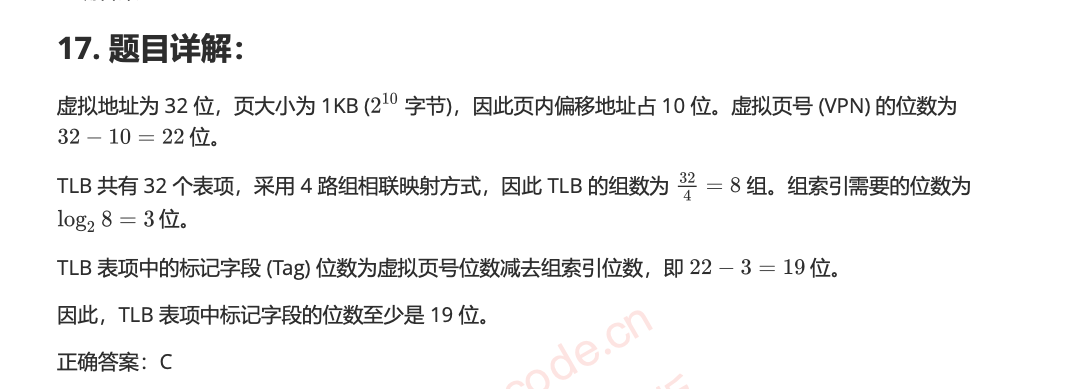 17. 题目详解：
虚拟地址为 32 位，页大小为 1KB (2^10 字节)，因此页内偏移地址占 10 位。虚拟页号 (VPN) 的位数为
32 − 10 = 22 位。
TLB 共有 32 个表项，采用 4 路组相联映射方式，因此 TLB 的组数为 32/4 = 8 组。组索引需要的位数为
log₂ 8 = 3 位。
TLB 表项中的标记字段 (Tag) 位数为虚拟页号位数减去组索引位数，即 22 − 3 = 19 位。
因此，TLB 表项中标记字段的位数至少是 19 位。
正确答案：C
ode.cn